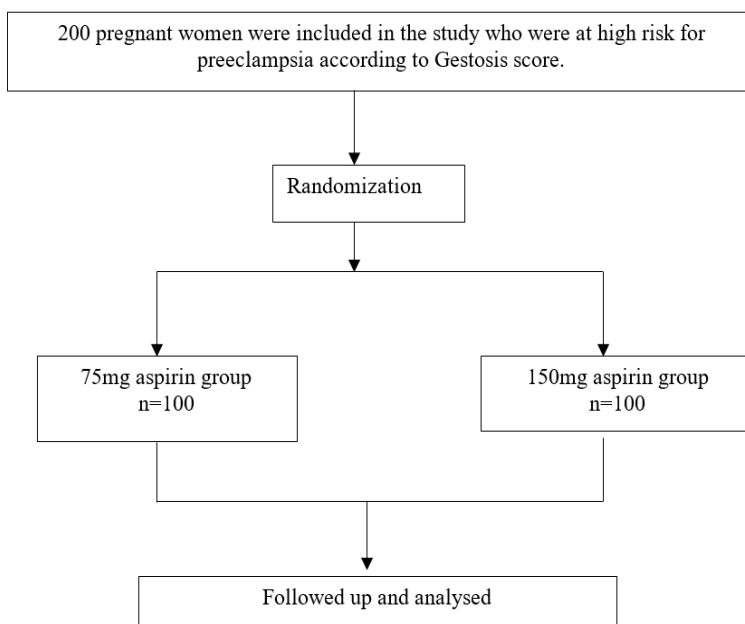 200 pregnant women were included in the study who were at high risk for
preeclampsia according to Gestosis score.
Randomization
75mg aspirin group
n=100
150mg aspirin group
n=100
Followed up and analysed